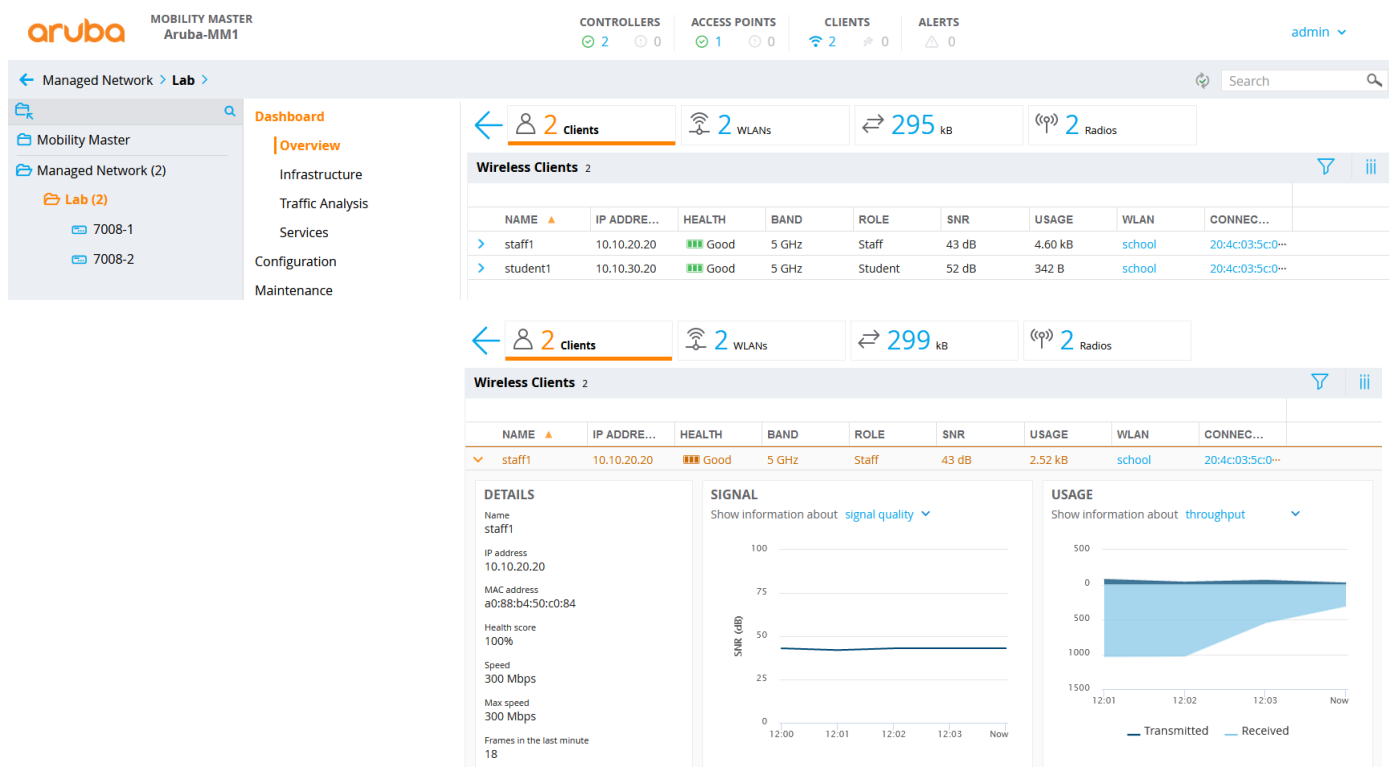 aruba
MOBILITY MASTER
Aruba-MM1
CONTROLLERS ACCESS POINTS CLIENTS ALERTS
2 0 1 0 2 0 0
admin
Managed Network > Lab >
Search
Mobility Master
Managed Network (2)
Lab (2)
7008-1
7008-2
Dashboard
Overview
Infrastructure
Traffic Analysis
Services
Configuration
Maintenance
2 Clients 2 WLANs 295 kB 2 Radios
Wireless Clients 2
NAME IP ADDRE... HEALTH BAND ROLE SNR USAGE WLAN CONNEC...
staff1 10.10.20.20 Good 5 GHz Staff 43 dB 4.60 kB school 20:4c:03:5c:0···
student1 10.10.30.20 Good 5 GHz Student 52 dB 342 B school 20:4c:03:5c:0···
2 Clients 2 WLANs 299 kB 2 Radios
Wireless Clients 2
NAME IP ADDRE... HEALTH BAND ROLE SNR USAGE WLAN CONNEC...
staff1 10.10.20.20 Good 5 GHz Staff 43 dB 2.52 kB school 20:4c:03:5c:0···
DETAILS
Name
staff1
IP address
10.10.20.20
MAC address
a0:88:b4:50:c0:84
Health score
100%
Speed
300 Mbps
Max speed
300 Mbps
Frames in the last minute
18
SIGNAL
Show information about signal quality
SNR (dB)
100
75
50
25
0
12:00 12:01 12:02 12:03 Now
USAGE
Show information about throughput
500
0
500
1000
1500
12:01 12:02 12:03 Now
Transmitted Received